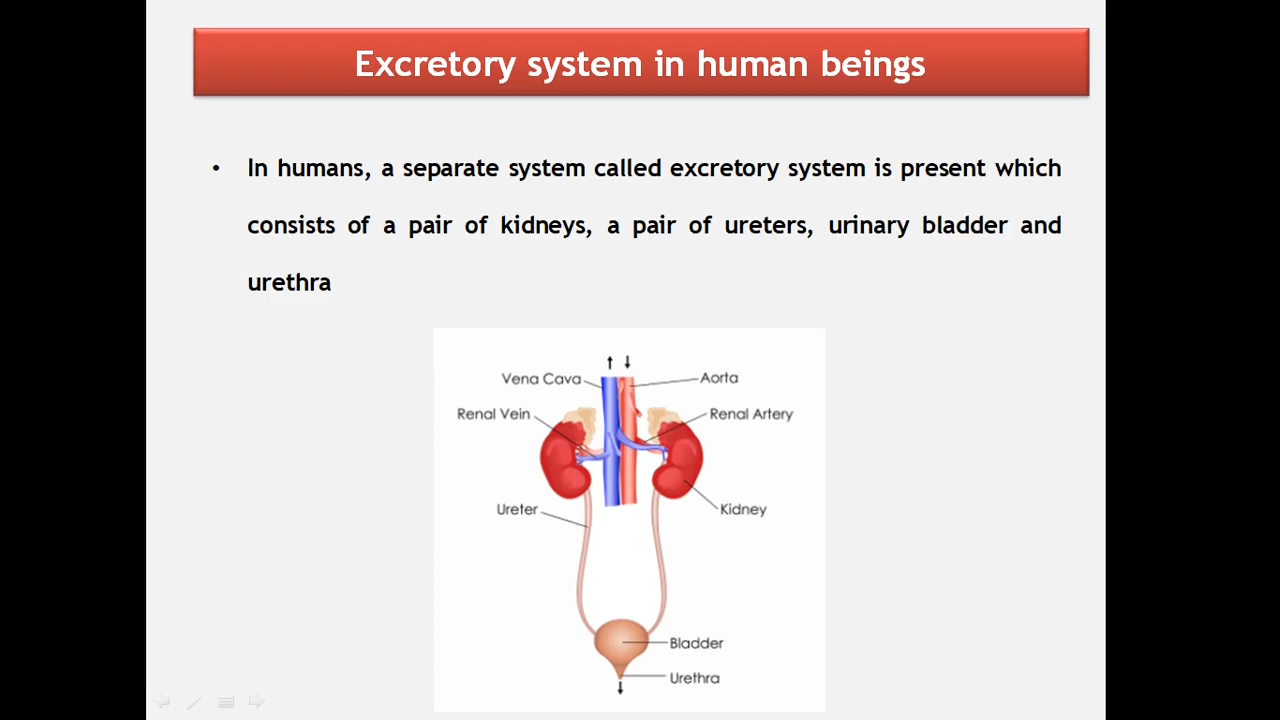 Excretory system in human beings
• In humans, a separate system called excretory system is present which
consists of a pair of kidneys, a pair of ureters, urinary bladder and
urethra
Vena Cava
Aorta
Renal Vein
Renal Artery
Ureter
Kidney
Bladder
Urethra